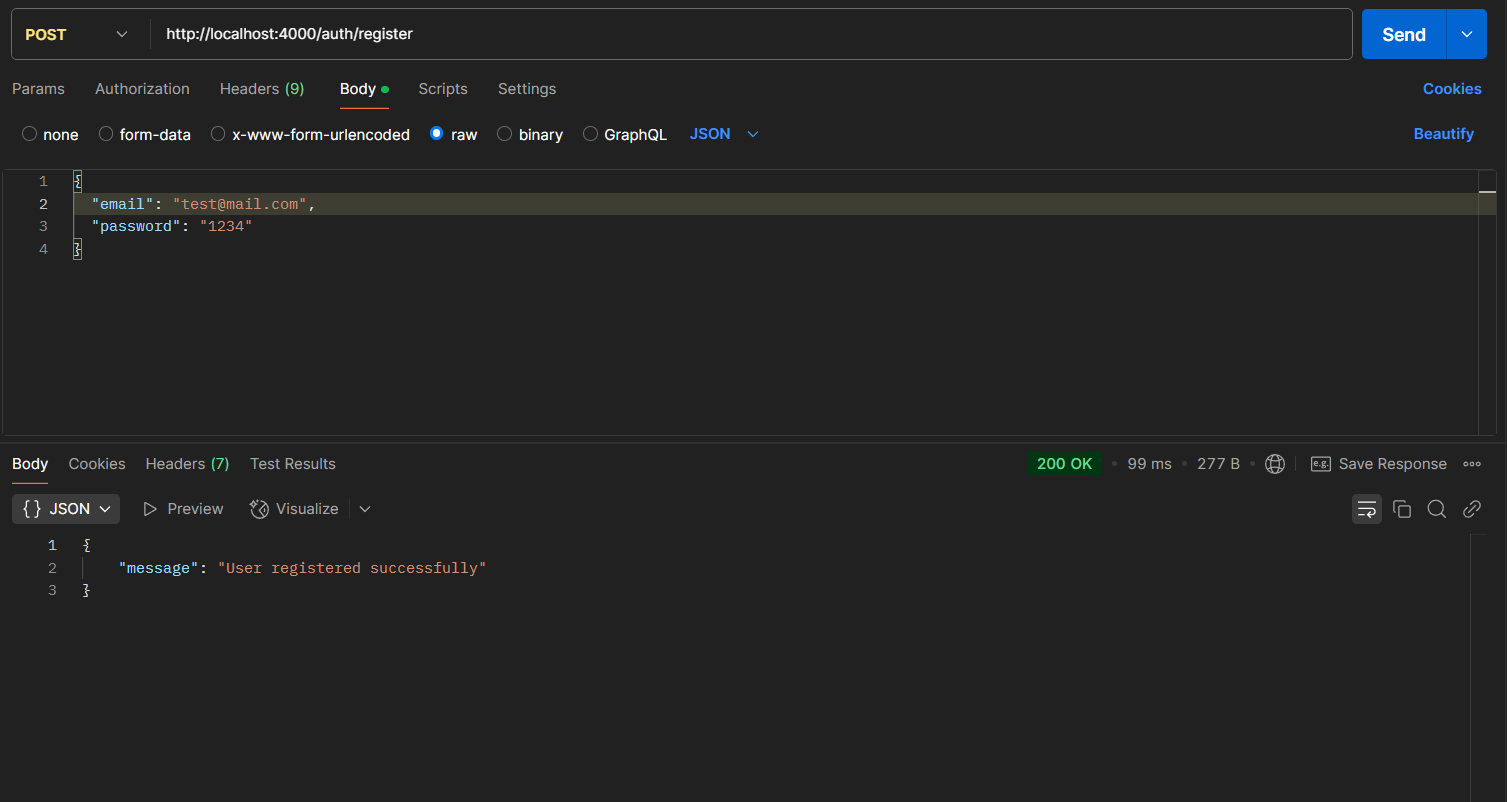 POST http://localhost:4000/auth/register Send
Params Authorization Headers (9) Body Scripts Settings Cookies
none form-data x-www-form-urlencoded raw binary GraphQL JSON Beautify
1 {
2 "email": "test@mail.com",
3 "password": "1234"
4 }
Body Cookies Headers (7) Test Results 200 OK • 99 ms • 277 B • e.g. Save Response
{} JSON Preview Visualize
1 {
2 "message": "User registered successfully"
3 }